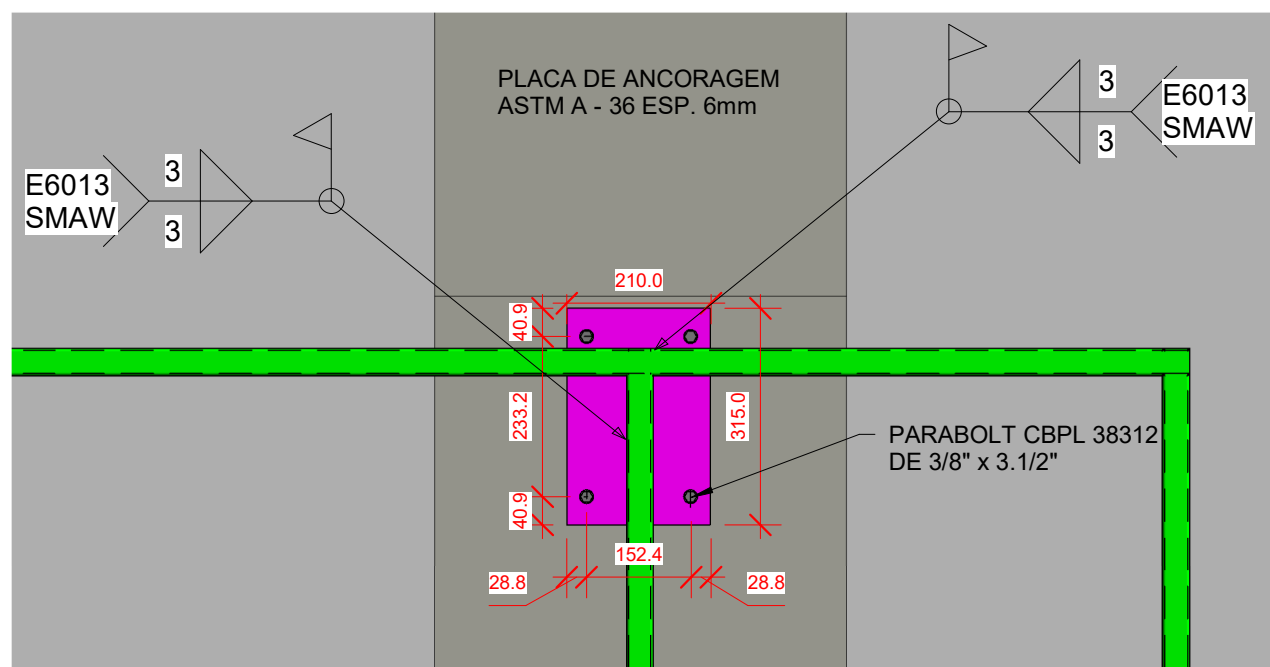 PLACA DE ANCORAGEM
ASTM A - 36 ESP. 6mm
3
3
E6013
SMAW
3
3
E6013
SMAW
210.0
40.9
233.2
315.0
40.9
PARABOLT CBPL 38312
DE 3/8" x 3.1/2"
152.4
28.8
28.8